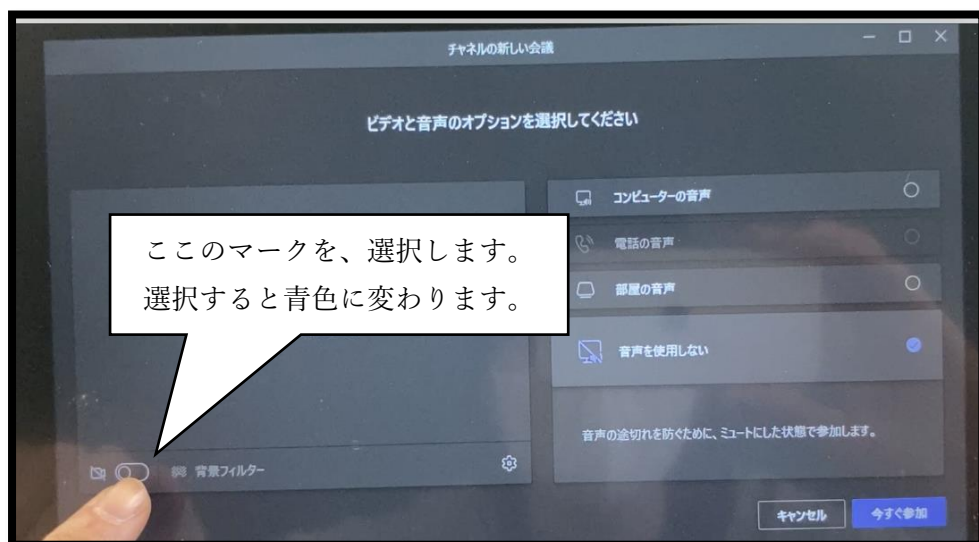 チャネルの新しい会議
ビデオと音声のオプションを選択してください
コンピューターの音声
電話の音声
部屋の音声
音声を使用しない
音声の途切れを防ぐために、ミュートにした状態で参加します。
ここのマークを、選択します。
選択すると青色に変わります。
背景フィルター
キャンセル
今すぐ参加